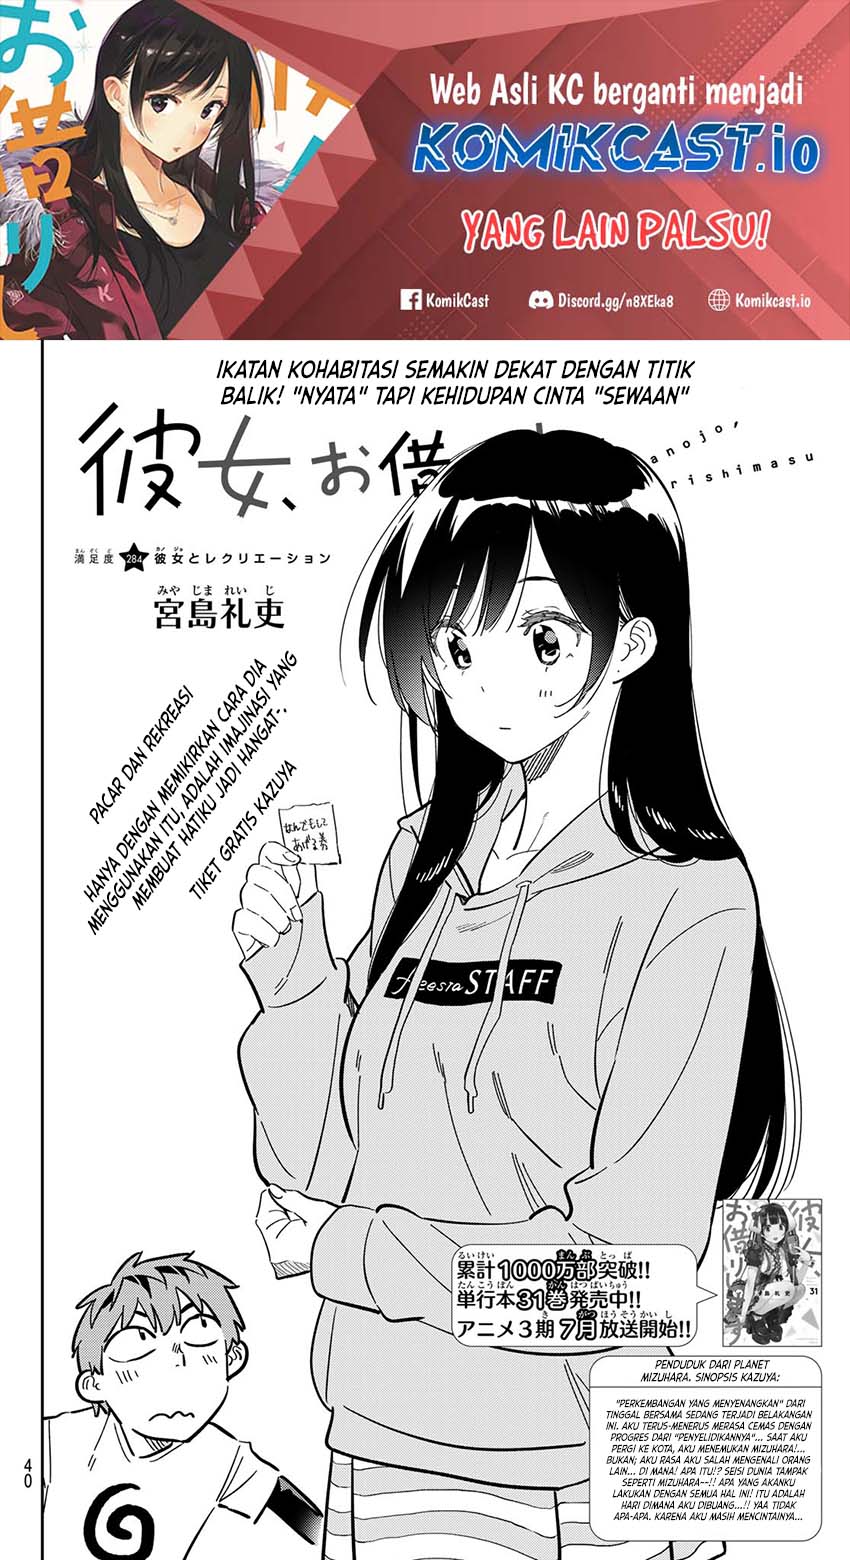 Web Asli KC berganti menjadi
KOMIKCAST.io
YANG LAIN PALSU!
KomikCast
Discord.gg/n8XEka8
Komikcast.io
IKATAN KOHABITASI SEMAKIN DEKAT DENGAN TITIK
BALIK! "NYATA" TAPI KEHIDUPAN CINTA "SEWAAN"
彼女、お借
anojo,
rishimasu
満足度 284 彼女とレクリエーション
宮島礼吏
PACAR DAN REKREASI
HANYA DENGAN MEMIKIRKAN CARA DIA
MENGGUNAKAN ITU, ADALAH IMAJINASI YANG
MEMBUAT HATIKU JADI HANGAT~,
TIKET GRATIS KAZUYA
なんでもして
あげる券
freesia STAFF
累計1000万部突破!!
単行本31巻発売中!!
アニメ3期7月放送開始!!
31
PENDUDUK DARI PLANET
MIZUHARA. SINOPSIS KAZUYA:
"PERKEMBANGAN YANG MENYENANGKAN" DARI
TINGGAL BERSAMA SEDANG TERJADI BELAKANGAN
INI. AKU TERUS-MENERUS MERASA CEMAS DENGAN
PROGRES DARI "PENYELIDIKANNYA"... SAAT AKU
PERGI KE KOTA, AKU MENEMUKAN MIZUHARA!...
BUKAN; AKU RASA AKU SALAH MENGENALI ORANG
LAIN... DI MANA! APA ITU!? SEISI DUNIA TAMPAK
SEPERTI MIZUHARA~~!! APA YANG AKANKU
LAKUKAN DENGAN SEMUA HAL INI! ITU ADALAH
HARI DIMANA AKU DIBUANG...!! YAA TIDAK
APA-APA. KARENA AKU MASIH MENCINTAINYA...
40